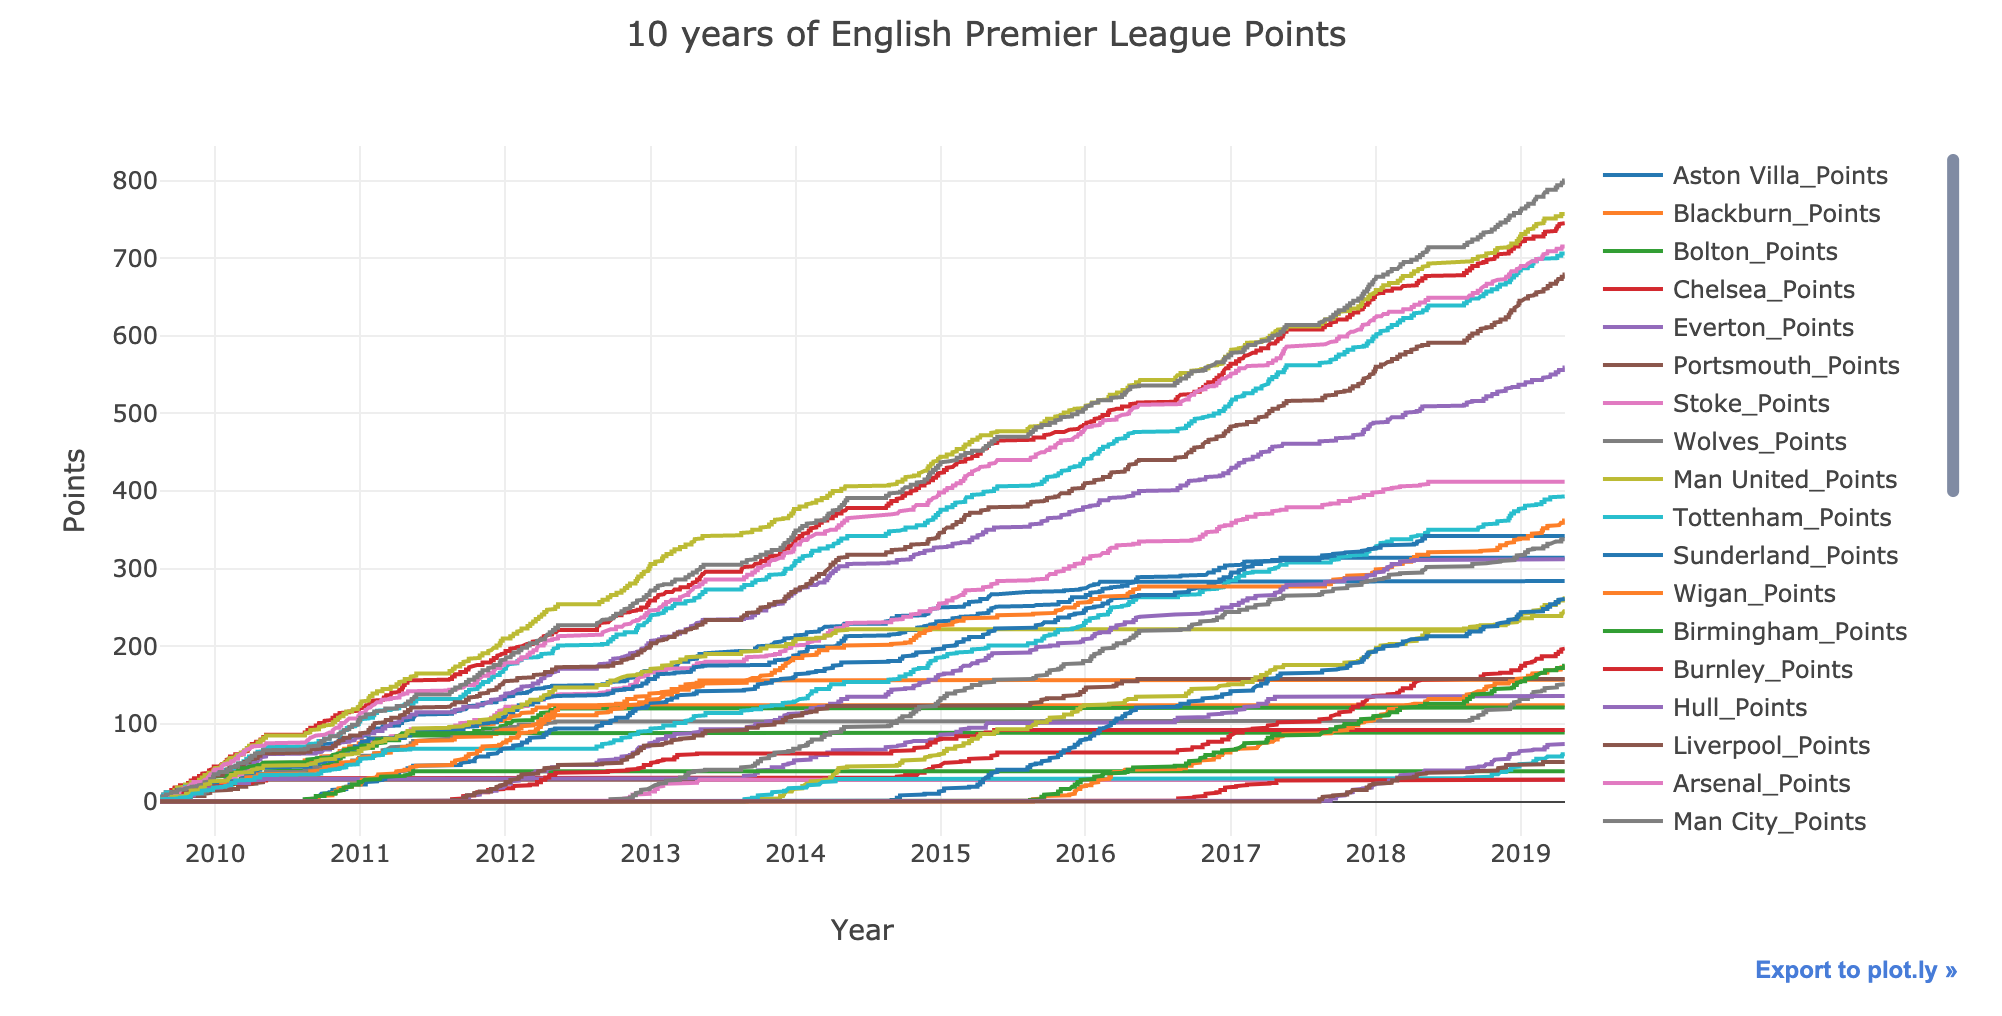 10 years of English Premier League Points
800
700
600
500
400
300
200
100
0
Points
2010 2011 2012 2013 2014 2015 2016 2017 2018 2019
Year
Aston Villa_Points
Blackburn_Points
Bolton_Points
Chelsea_Points
Everton_Points
Portsmouth_Points
Stoke_Points
Wolves_Points
Man United_Points
Tottenham_Points
Sunderland_Points
Wigan_Points
Birmingham_Points
Burnley_Points
Hull_Points
Liverpool_Points
Arsenal_Points
Man City_Points
Export to plot.ly »